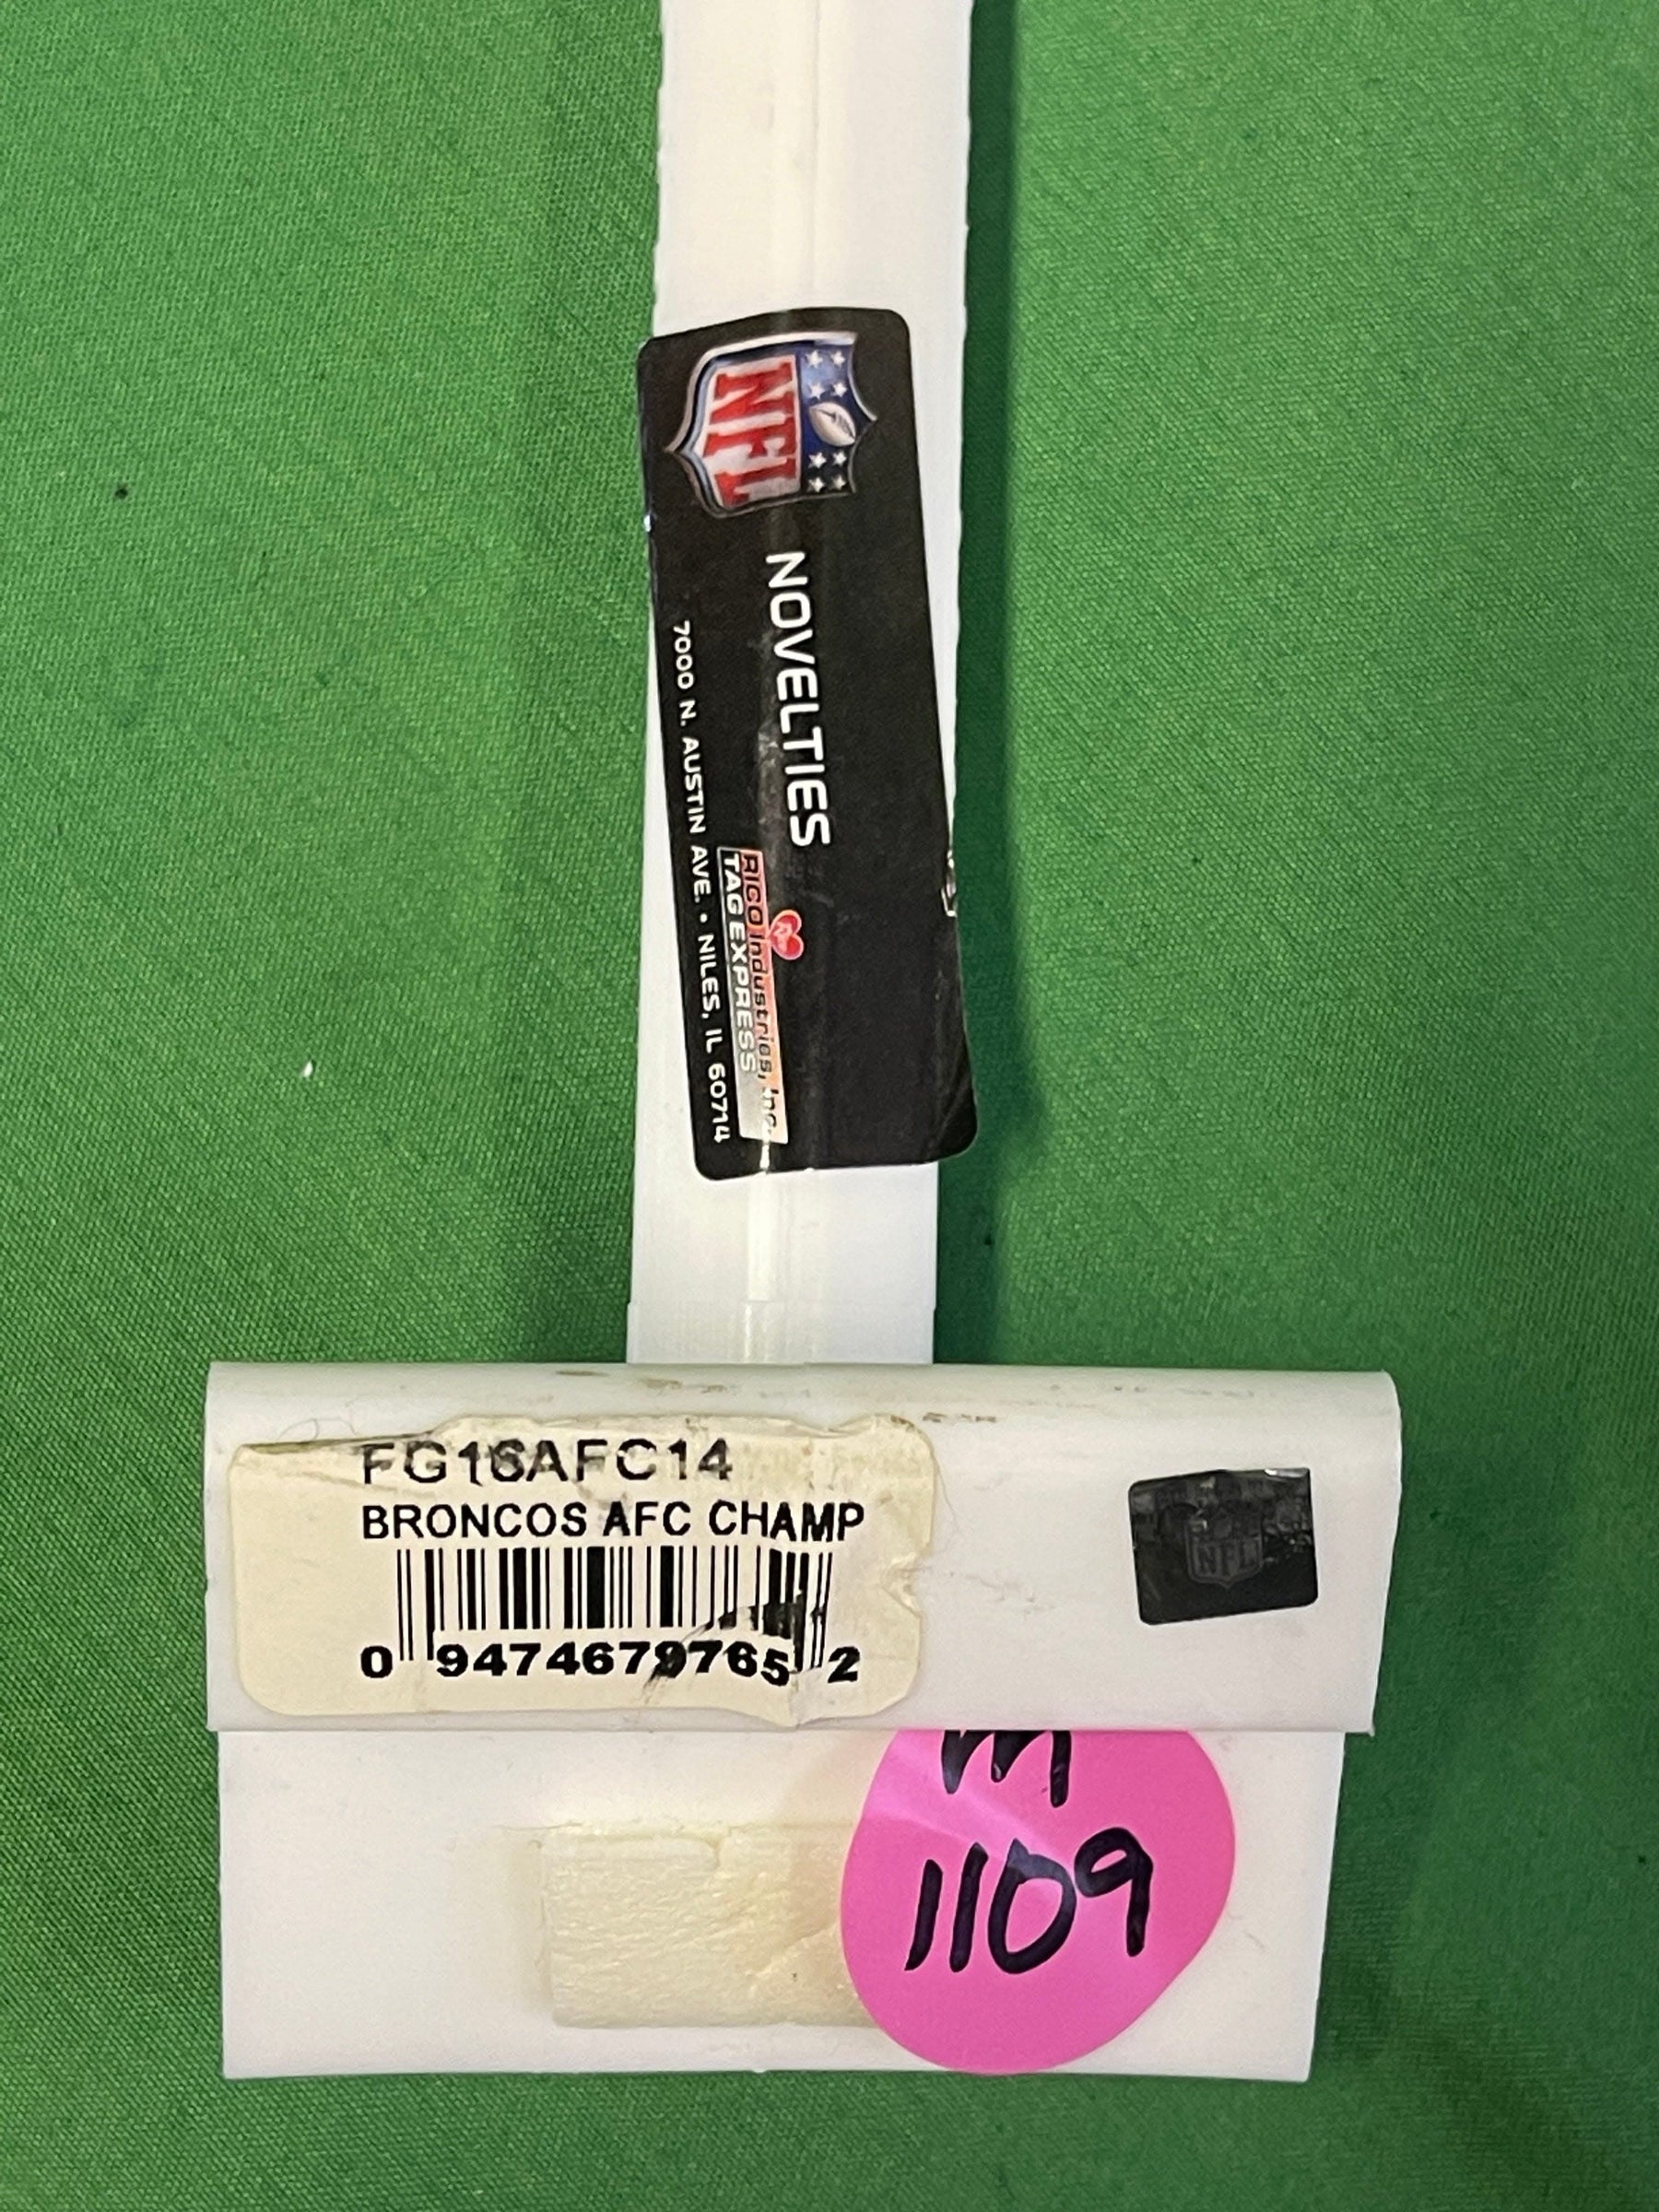 NFL
NOVELTIES
RICO Industries, Inc.
TAG EXPRESS
7000 N. AUSTIN AVE. • NILES, IL 60714
FG16AFC14
BRONCOS AFC CHAMP
0 94746 79765 2
NFL
M
1109